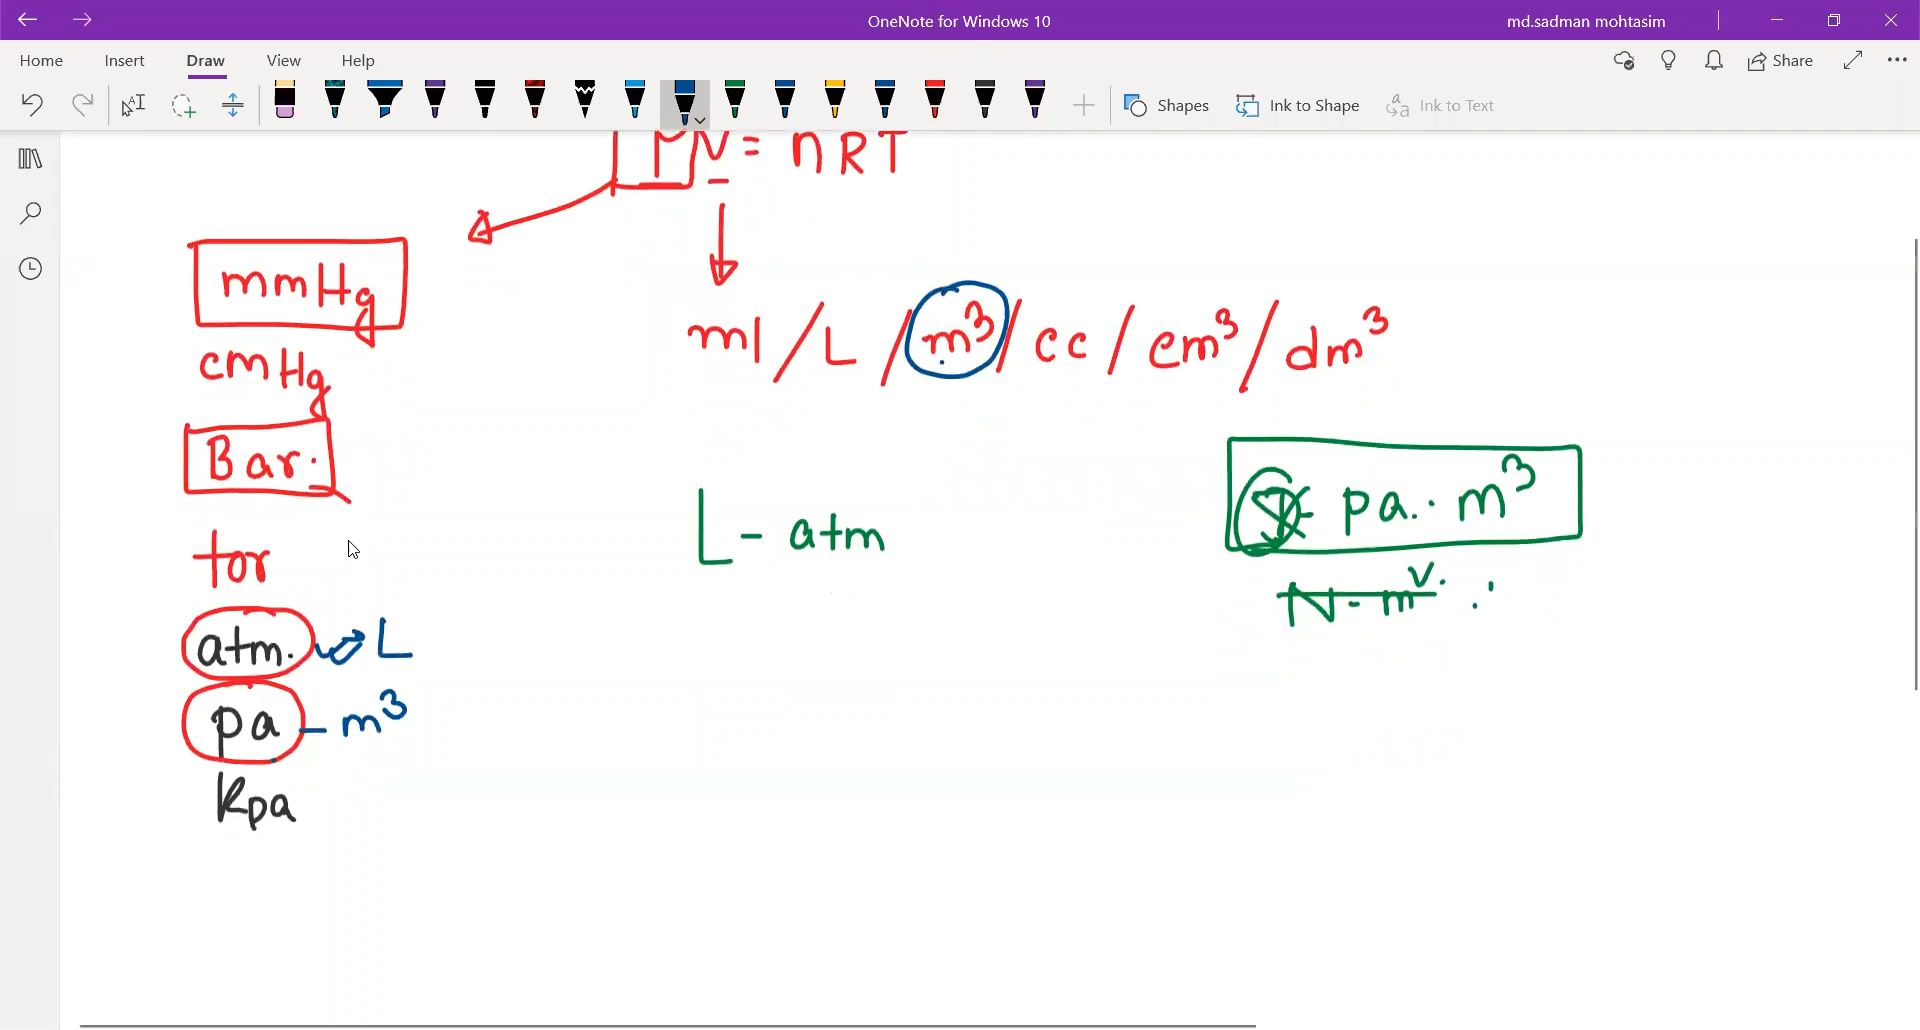 OneNote for Windows 10
md.sadman mohtasim
Home Insert Draw View Help
Share
Shapes Ink to Shape Ink to Text
PV = nRT
mmHg
ml / L / m³ / cc / cm³ / dm³
cmHg
Bar.
pa. · m³
L - atm
tor
N - m
atm. L
pa - m³
kpa